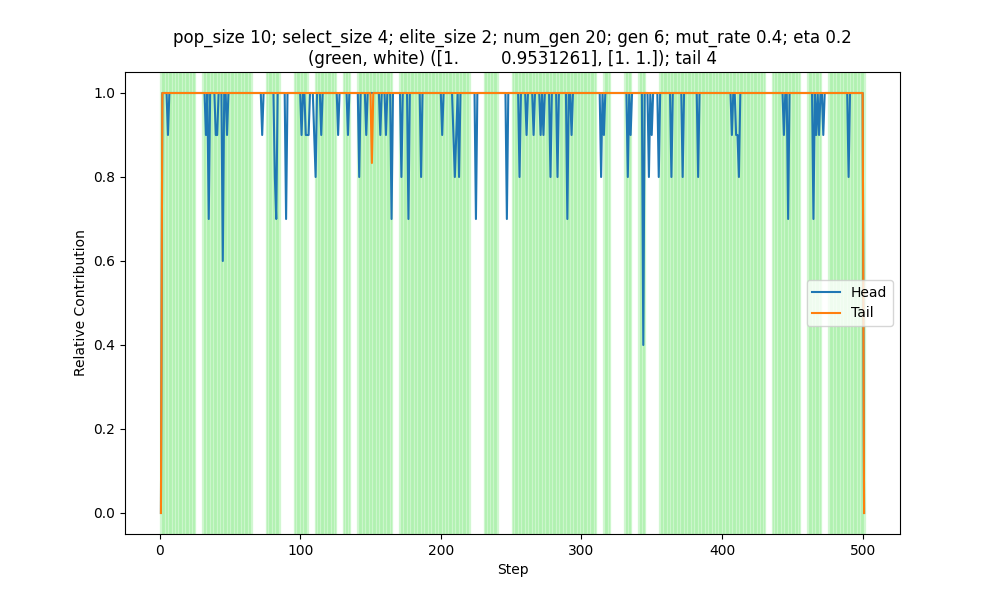 pop_size 10; select_size 4; elite_size 2; num_gen 20; gen 6; mut_rate 0.4; eta 0.2
(green, white) ([1.        0.9531261], [1. 1.]); tail 4
1.0
0.8
0.6
0.4
0.2
0.0
Relative Contribution
Head
Tail
0
100
200
300
400
500
Step